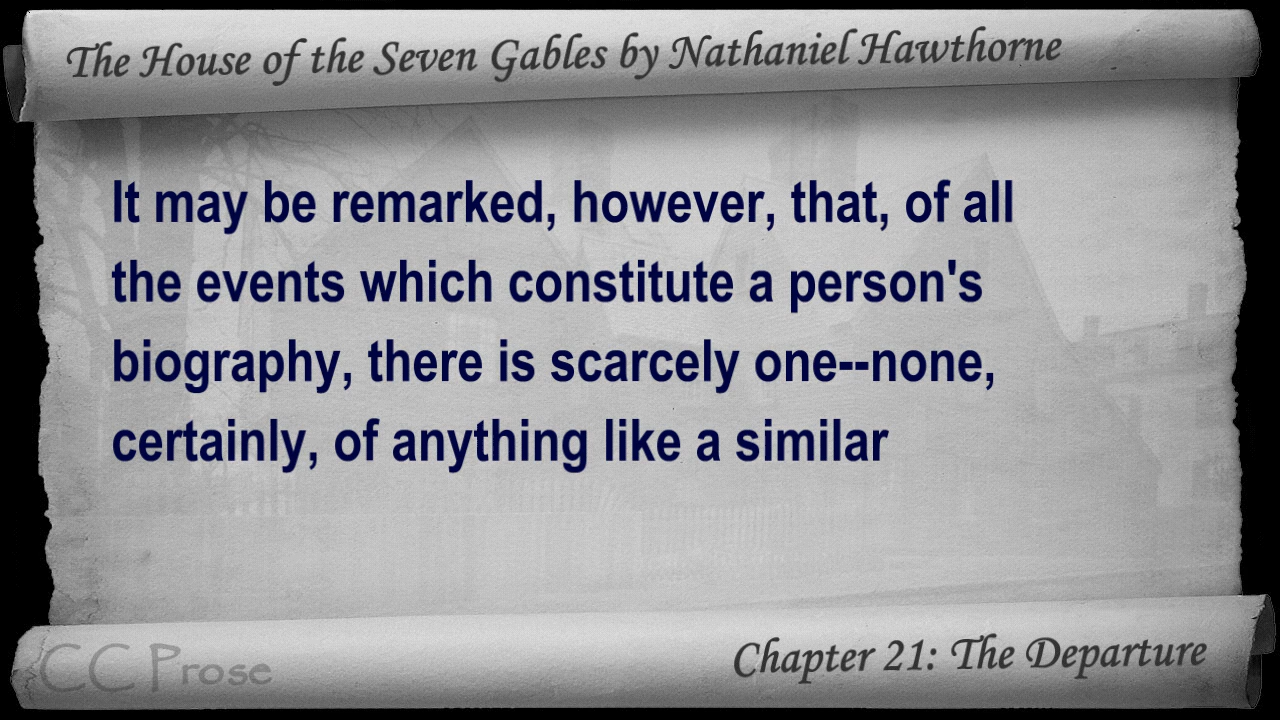 The House of the Seven Gables by Nathaniel Hawthorne
It may be remarked, however, that, of all
the events which constitute a person's
biography, there is scarcely one--none,
certainly, of anything like a similar
CC Prose
Chapter 21: The Departure